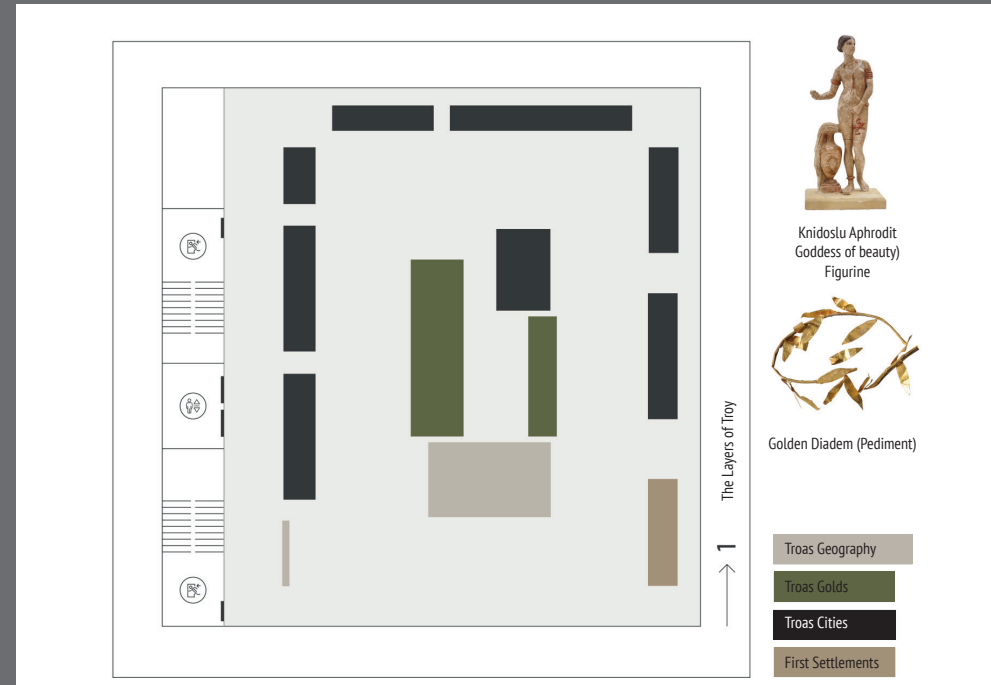 Knidoslu Aphrodit
Goddess of beauty)
Figurine
Golden Diadem (Pediment)
The Layers of Troy
1
Troas Geography
Troas Golds
Troas Cities
First Settlements